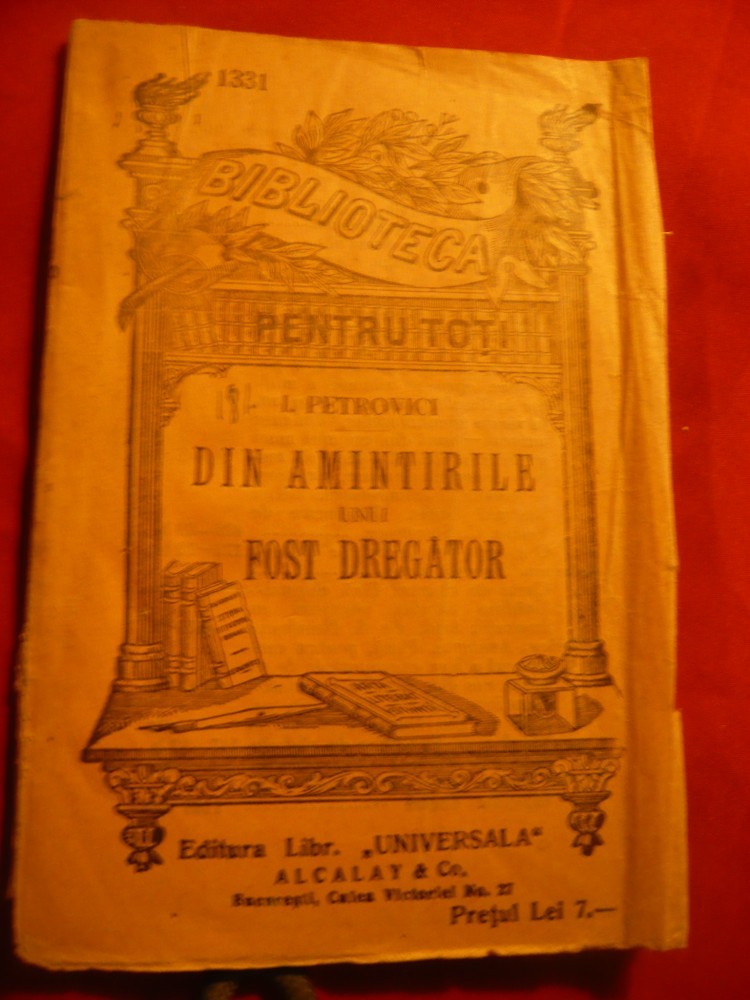 1331
BIBLIOTECA
PENTRU TOȚI
I. PETROVICI
DIN AMINTIRILE
UNUI
FOST DREGĂTOR
Editura Libr. „UNIVERSALA“
ALCALAY & Co.
București, Calea Victoriei No. 27
Prețul Lei 7.—